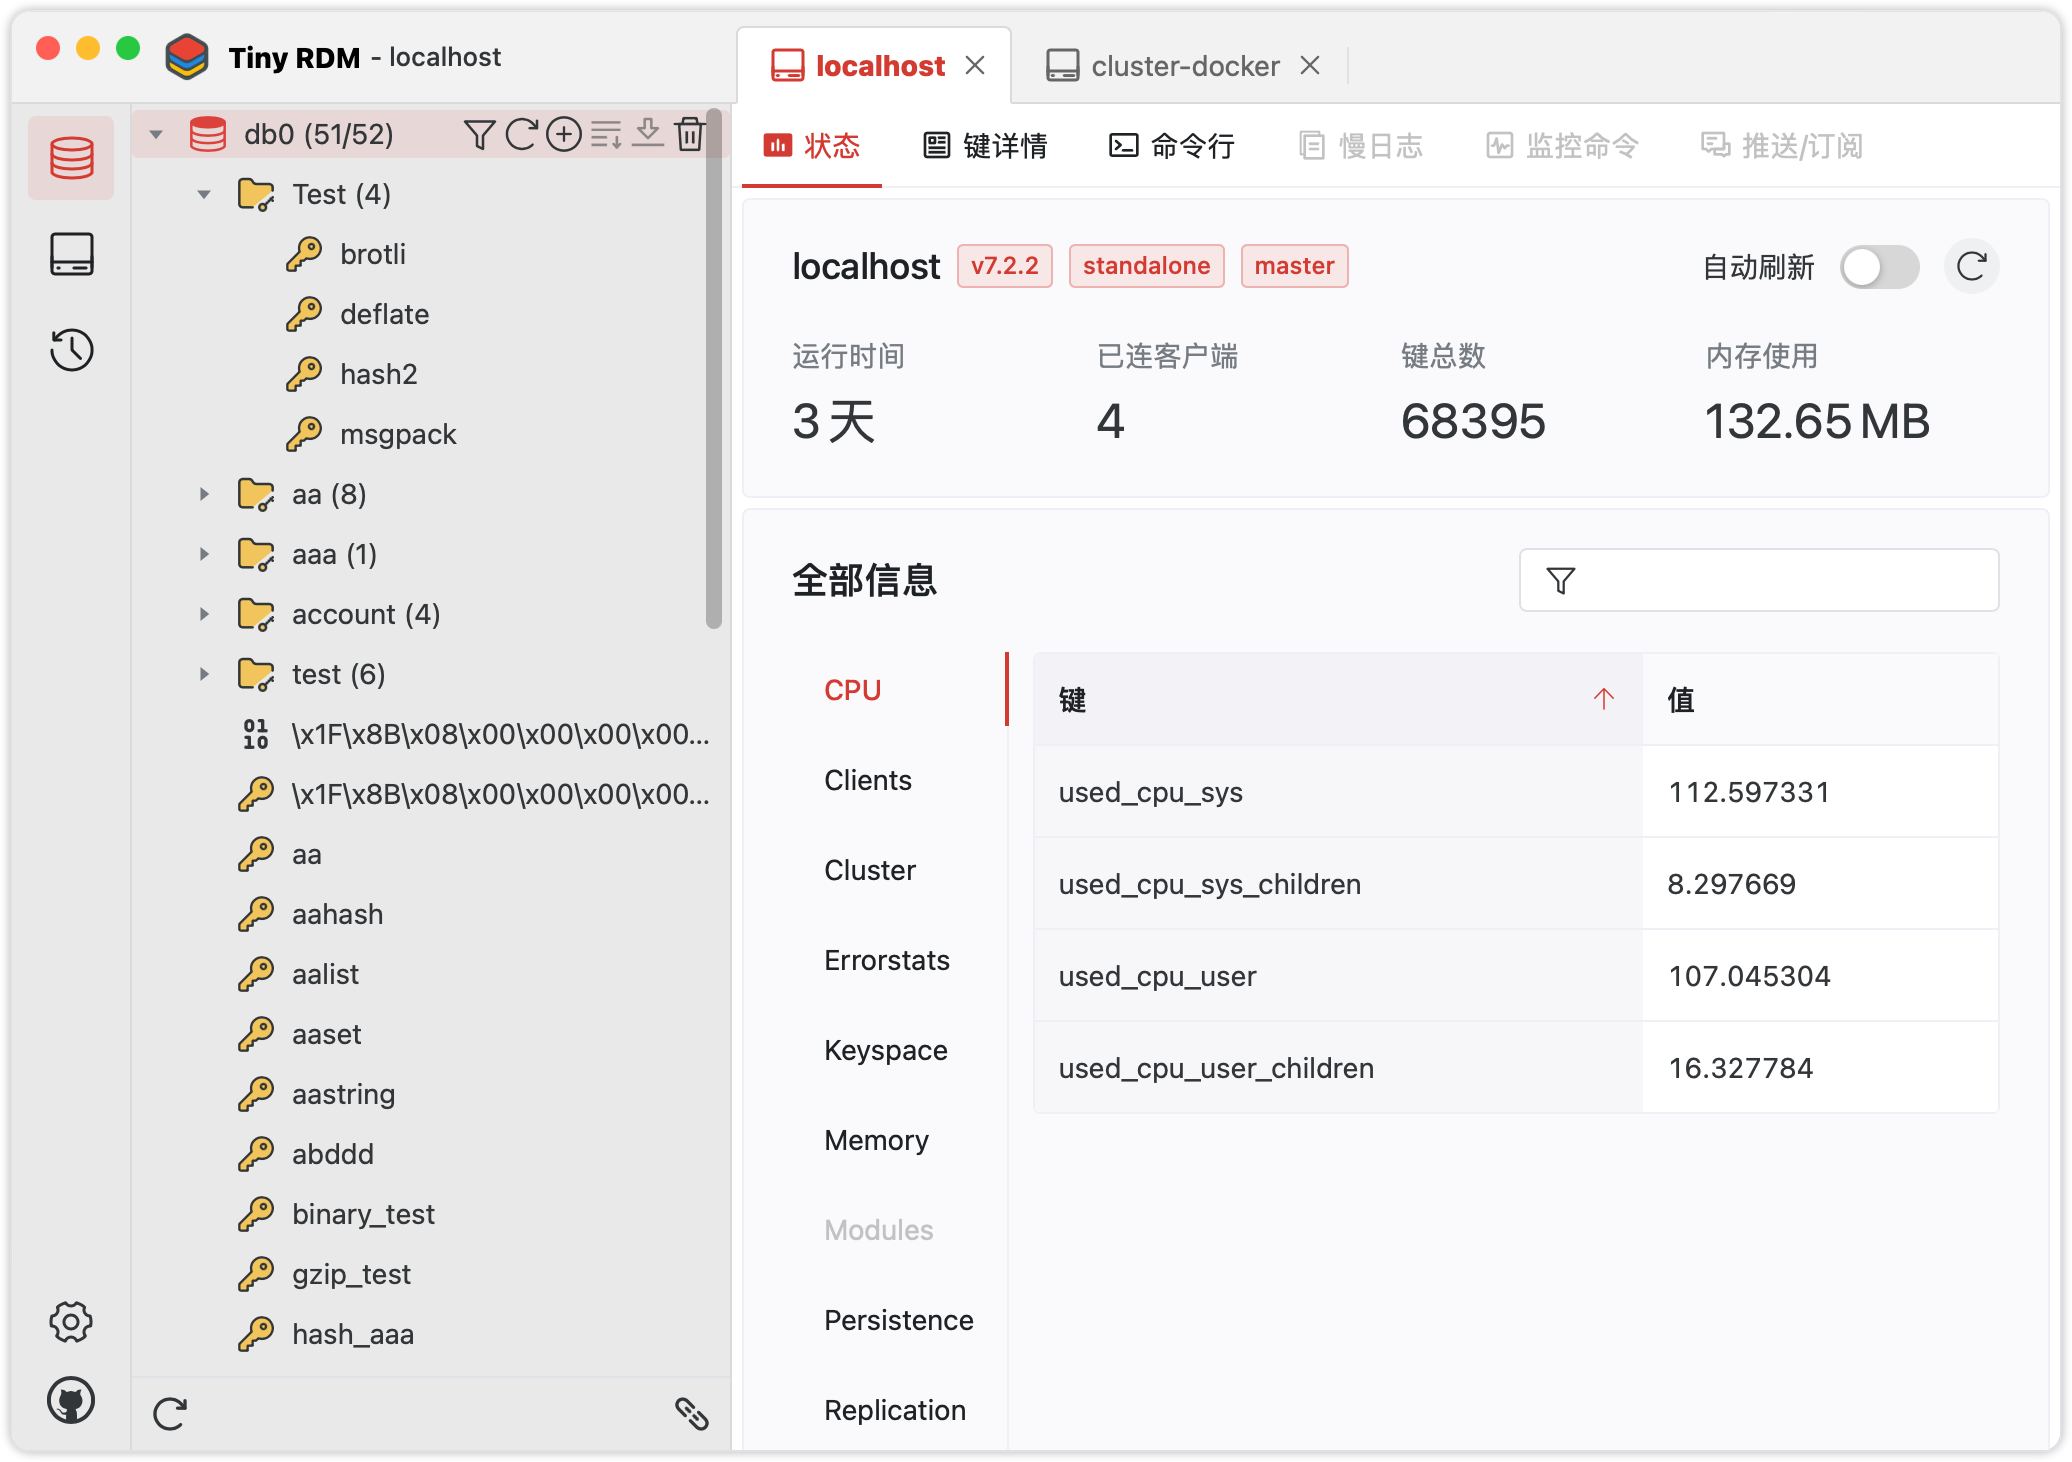 Tiny RDM - localhost
localhost
cluster-docker
db0 (51/52)
Test (4)
brotli
deflate
hash2
msgpack
aa (8)
aaa (1)
account (4)
test (6)
01
10
\x1F\x8B\x08\x00\x00\x00\x00...
\x1F\x8B\x08\x00\x00\x00\x00...
aa
aahash
aalist
aaset
aastring
abddd
binary_test
gzip_test
hash_aaa
状态 键详情 命令行 慢日志 监控命令 推送/订阅
localhost v7.2.2 standalone master 自动刷新
运行时间 已连客户端 键总数 内存使用
3 天 4 68395 132.65 MB
全部信息
CPU
Clients
Cluster
Errorstats
Keyspace
Memory
Modules
Persistence
Replication
键 值
used_cpu_sys 112.597331
used_cpu_sys_children 8.297669
used_cpu_user 107.045304
used_cpu_user_children 16.327784